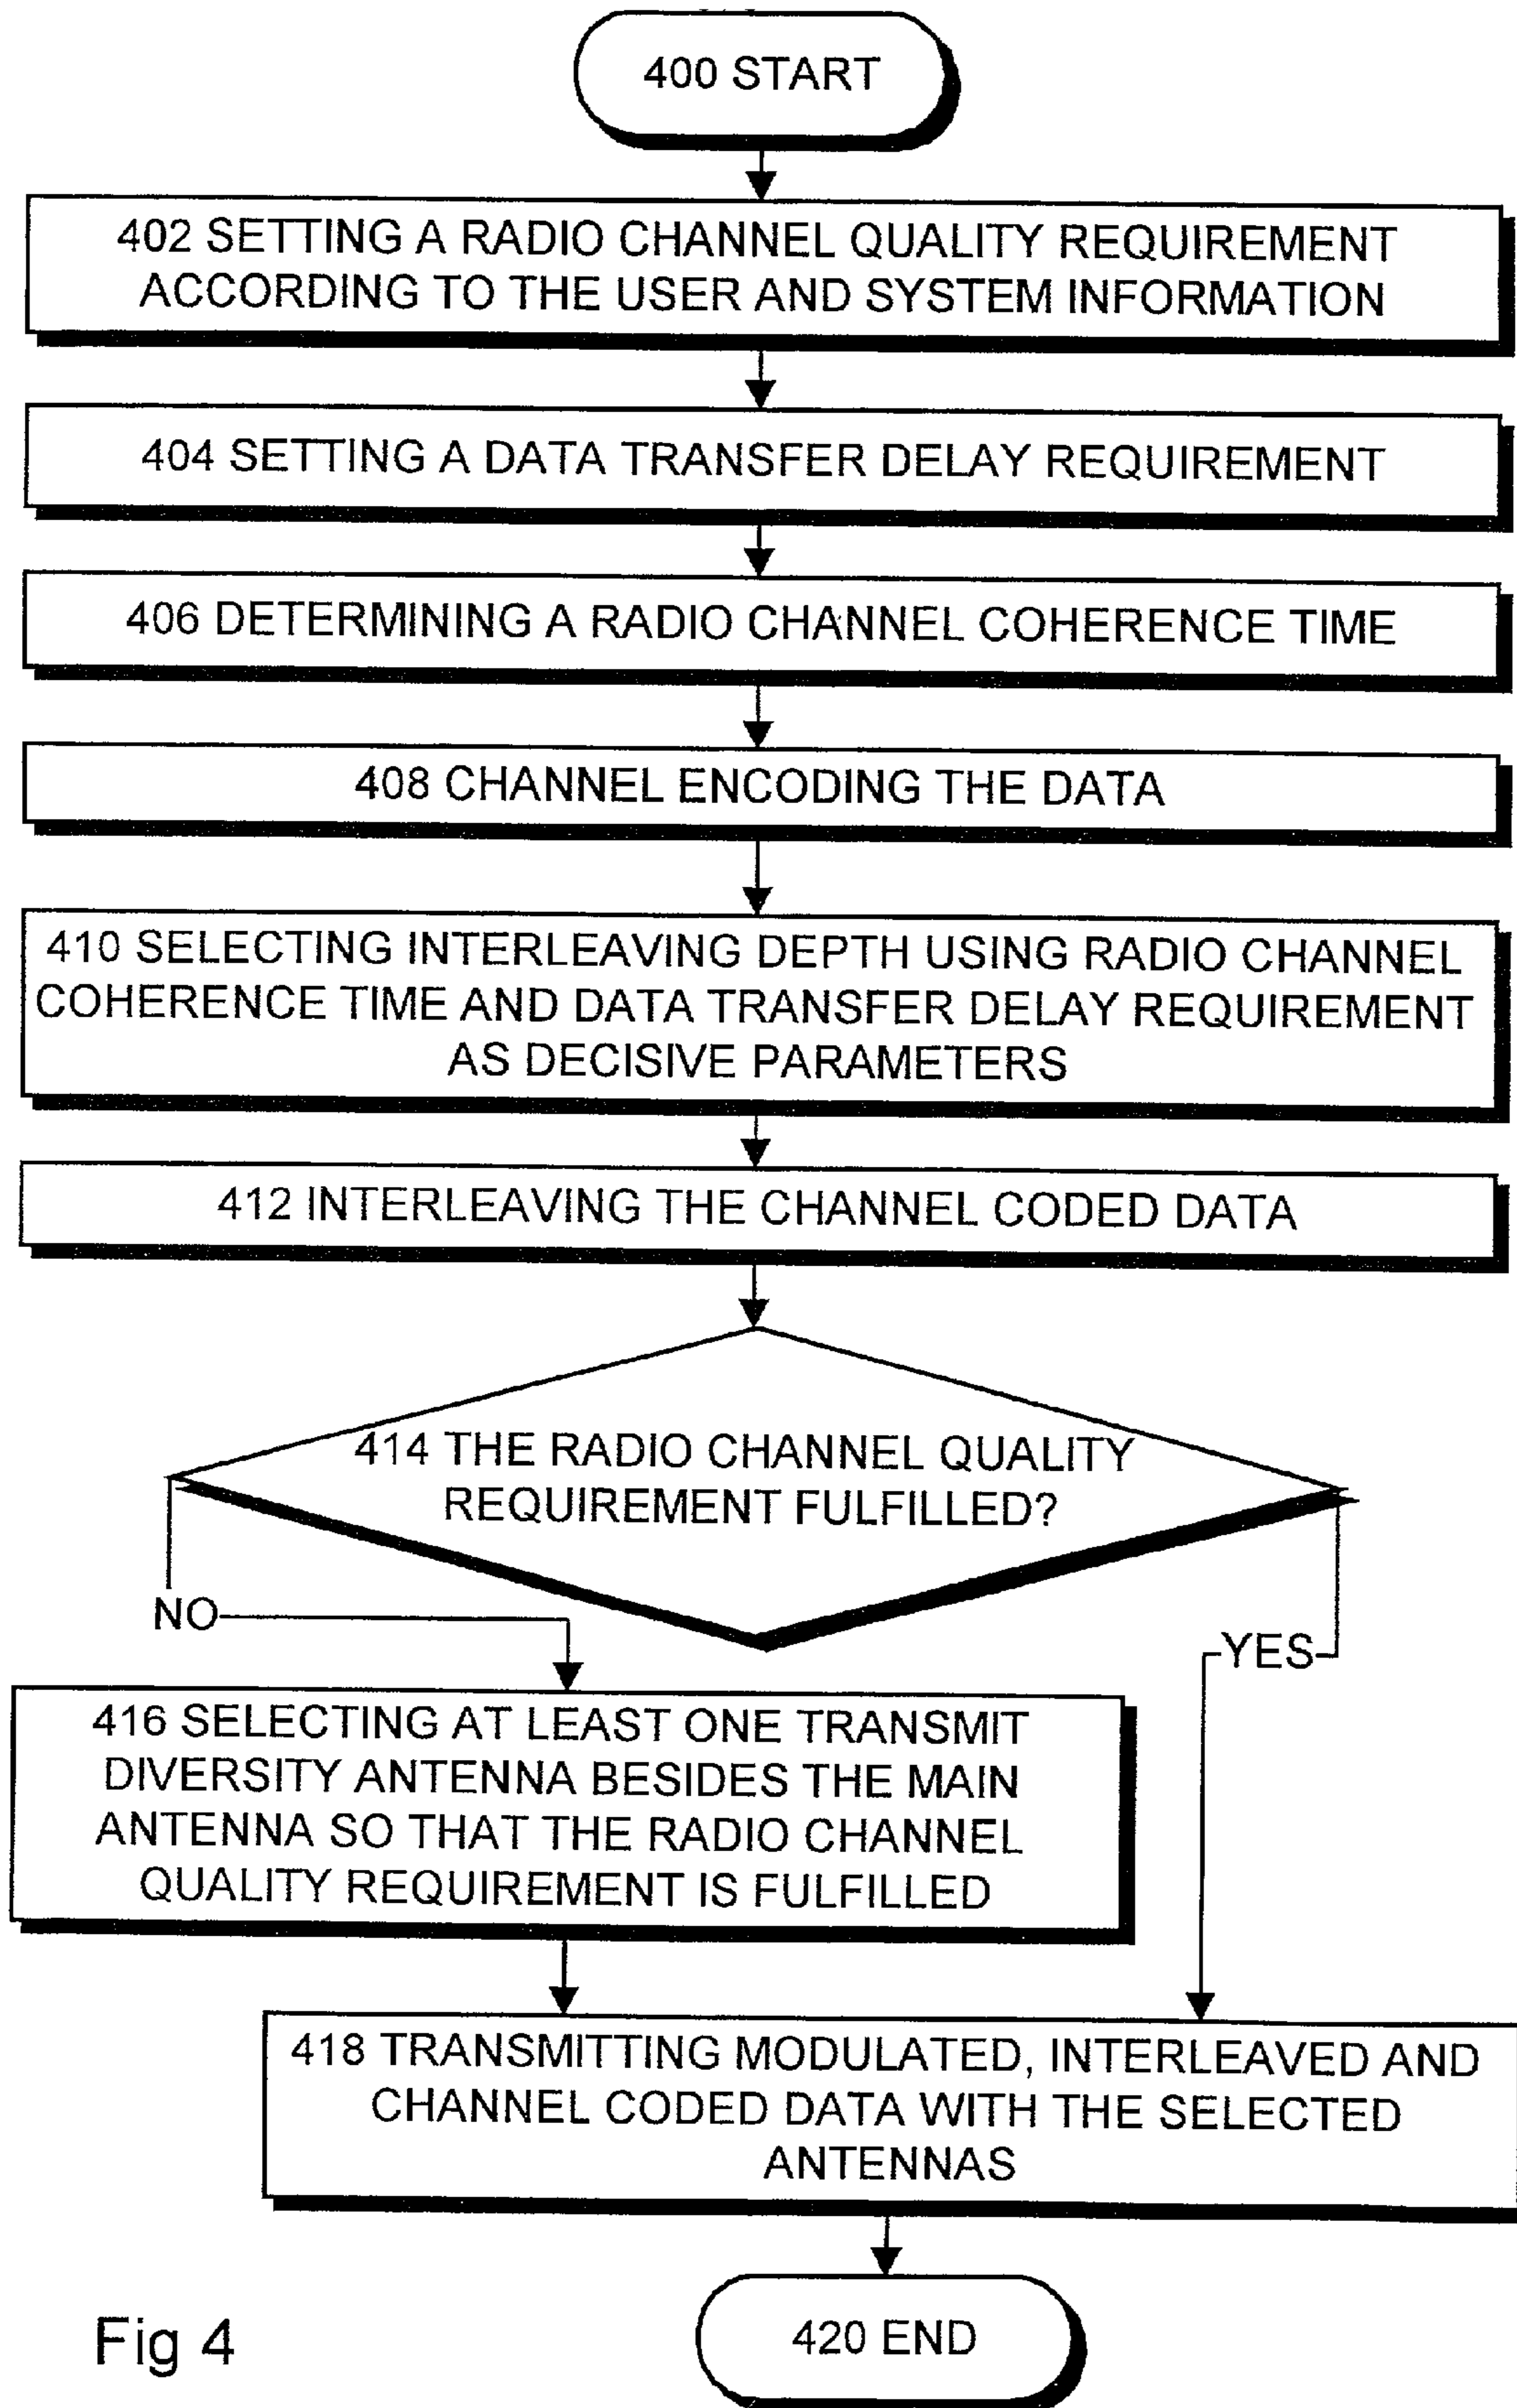 400 START
402 SETTING A RADIO CHANNEL QUALITY REQUIREMENT
ACCORDING TO THE USER AND SYSTEM INFORMATION
404 SETTING A DATA TRANSFER DELAY REQUIREMENT
406 DETERMINING A RADIO CHANNEL COHERENCE TIME
408 CHANNEL ENCODING THE DATA
410 SELECTING INTERLEAVING DEPTH USING RADIO CHANNEL
COHERENCE TIME AND DATA TRANSFER DELAY REQUIREMENT
AS DECISIVE PARAMETERS
412 INTERLEAVING THE CHANNEL CODED DATA
414 THE RADIO CHANNEL QUALITY
REQUIREMENT FULFILLED?
NO
YES
416 SELECTING AT LEAST ONE TRANSMIT
DIVERSITY ANTENNA BESIDES THE MAIN
ANTENNA SO THAT THE RADIO CHANNEL
QUALITY REQUIREMENT IS FULFILLED
418 TRANSMITTING MODULATED, INTERLEAVED AND
CHANNEL CODED DATA WITH THE SELECTED
ANTENNAS
420 END
Fig 4